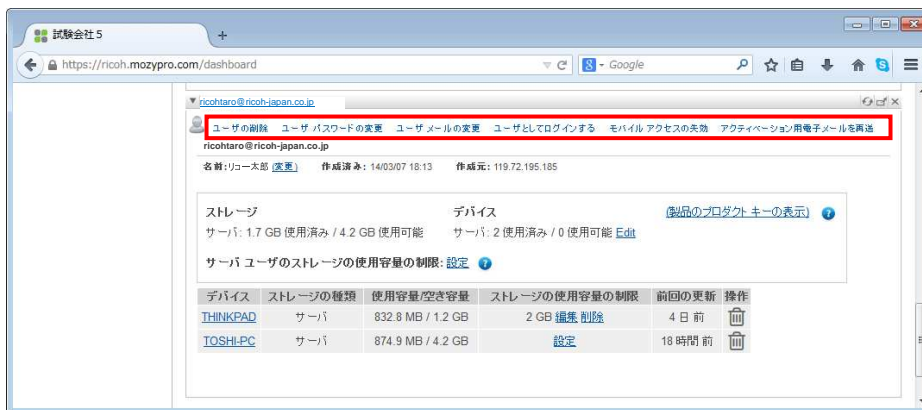 試験会社5
https://ricoh.mozypro.com/dashboard
Google
ricohtaro@ricoh-japan.co.jp
ユーザの削除 ユーザ パスワードの変更 ユーザ メールの変更 ユーザとしてログインする モバイル アクセスの失効 アクティベーション用電子メールを再送
ricohtaro@ricoh-japan.co.jp
名前:リコー太郎 (変更) 作成済み: 14/03/07 18:13 作成元: 119.72.195.185
ストレージ デバイス (製品のプロダクト キーの表示)
サーバ: 1.7 GB 使用済み / 4.2 GB 使用可能 サーバ: 2 使用済み / 0 使用可能 Edit
サーバ ユーザのストレージの使用容量の制限: 設定
デバイス ストレージの種類 使用容量/空き容量 ストレージの使用容量の制限 前回の更新 操作
THINKPAD サーバ 832.8 MB / 1.2 GB 2 GB 編集 削除 4 日 前
TOSHI-PC サーバ 874.9 MB / 4.2 GB 設定 18 時間 前